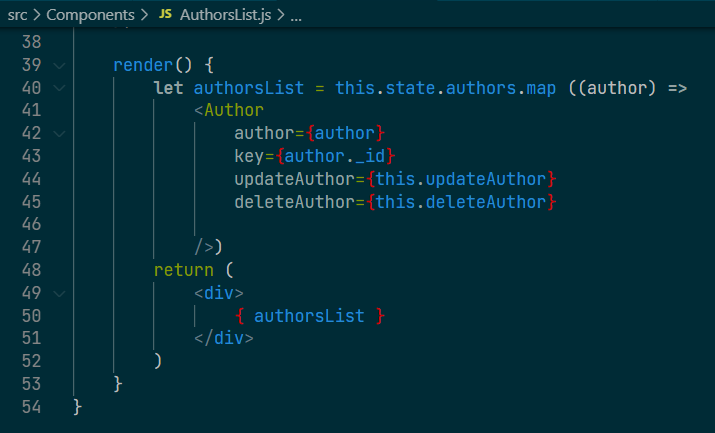 src > Components > JS AuthorsList.js > ...
38
39 render() {
40 let authorsList = this.state.authors.map ((author) =>
41 <Author
42 author={author}
43 key={author._id}
44 updateAuthor={this.updateAuthor}
45 deleteAuthor={this.deleteAuthor}
46
47 />)
48 return (
49 <div>
50 { authorsList }
51 </div>
52 )
53 }
54 }